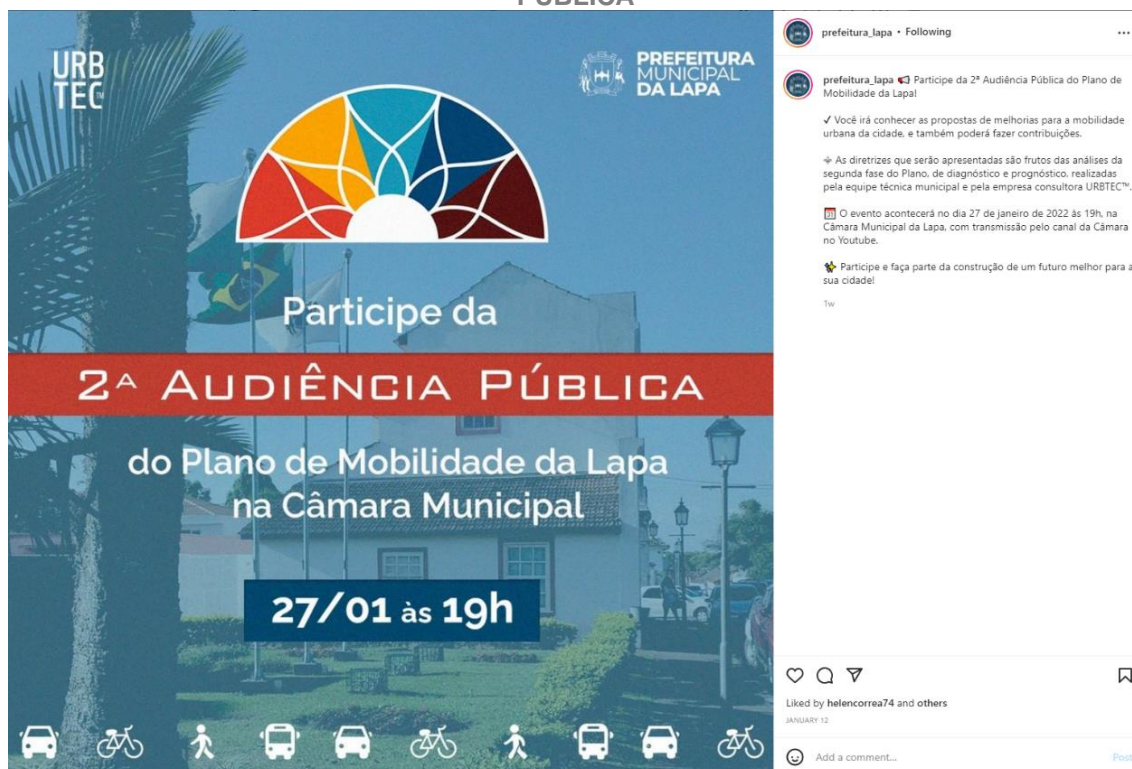 PÚBLICA
URB
TEC™
PREFEITURA
MUNICIPAL
DA LAPA
Participe da
2ª AUDIÊNCIA PÚBLICA
do Plano de Mobilidade da Lapa
na Câmara Municipal
27/01 às 19h
prefeitura_lapa • Following
prefeitura_lapa 📢 Participe da 2ª Audiência Pública do Plano de
Mobilidade da Lapa!
✓ Você irá conhecer as propostas de melhorias para a mobilidade
urbana da cidade, e também poderá fazer contribuições.
As diretrizes que serão apresentadas são frutos das análises da
segunda fase do Plano, de diagnóstico e prognóstico, realizadas
pela equipe técnica municipal e pela empresa consultora URBTEC™.
O evento acontecerá no dia 27 de janeiro de 2022 às 19h, na
Câmara Municipal da Lapa, com transmissão pelo canal da Câmara
no Youtube.
Participe e faça parte da construção de um futuro melhor para a
sua cidade!
1w
Liked by helencorrea74 and others
JANUARY 12
Add a comment...
Post